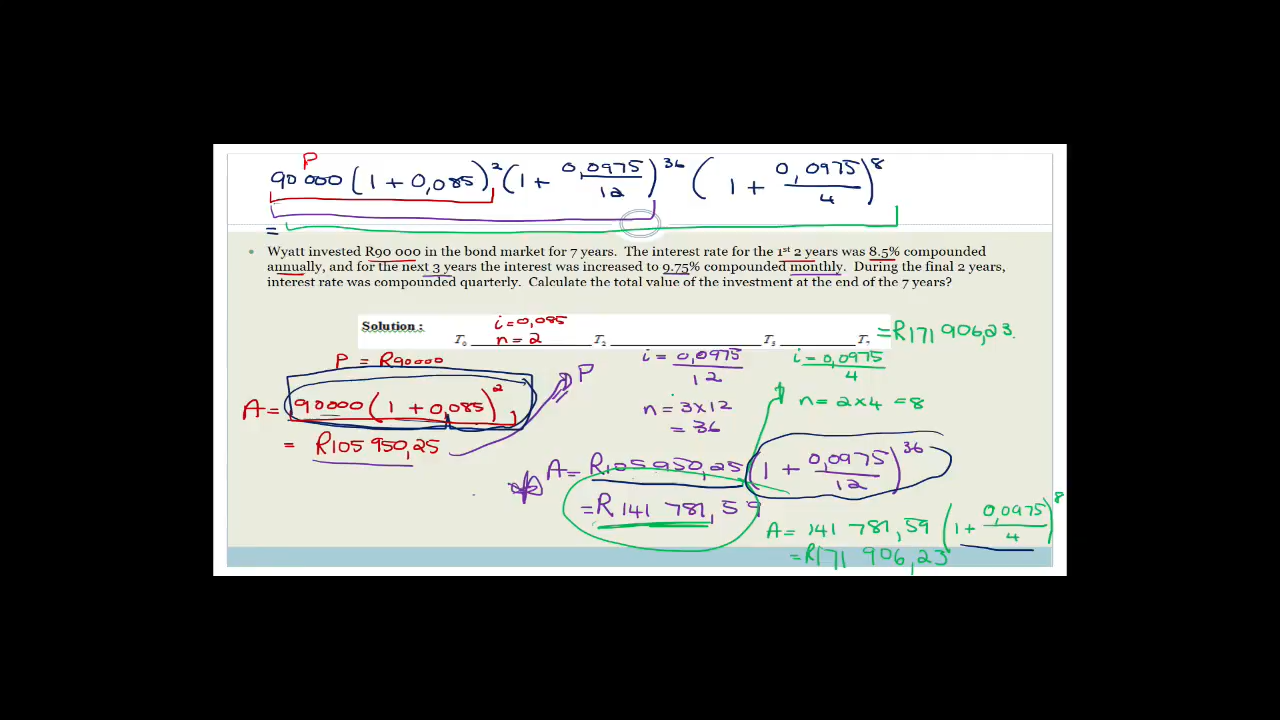 P
90 000 (1 + 0,085)² (1 + 0,0975/12)³⁶ (1 + 0,0975/4)⁸
=
• Wyatt invested R90 000 in the bond market for 7 years. The interest rate for the 1st 2 years was 8.5% compounded
annually, and for the next 3 years the interest was increased to 9.75% compounded monthly. During the final 2 years,
interest rate was compounded quarterly. Calculate the total value of the investment at the end of the 7 years?
Solution :
i = 0,085
n = 2
T₀ T₂ T₅ T₇
= R171 906,23.
P = R90000
A = 90000 (1 + 0,085)²
= R105 950,25
P
i = 0,0975/12
n = 3×12
= 36
i = 0,0975/4
n = 2×4 = 8
A = R105 950,25 (1 + 0,0975/12)³⁶
= R141 781,59
A = 141 781,59 (1 + 0,0975/4)⁸
= R171 906,23